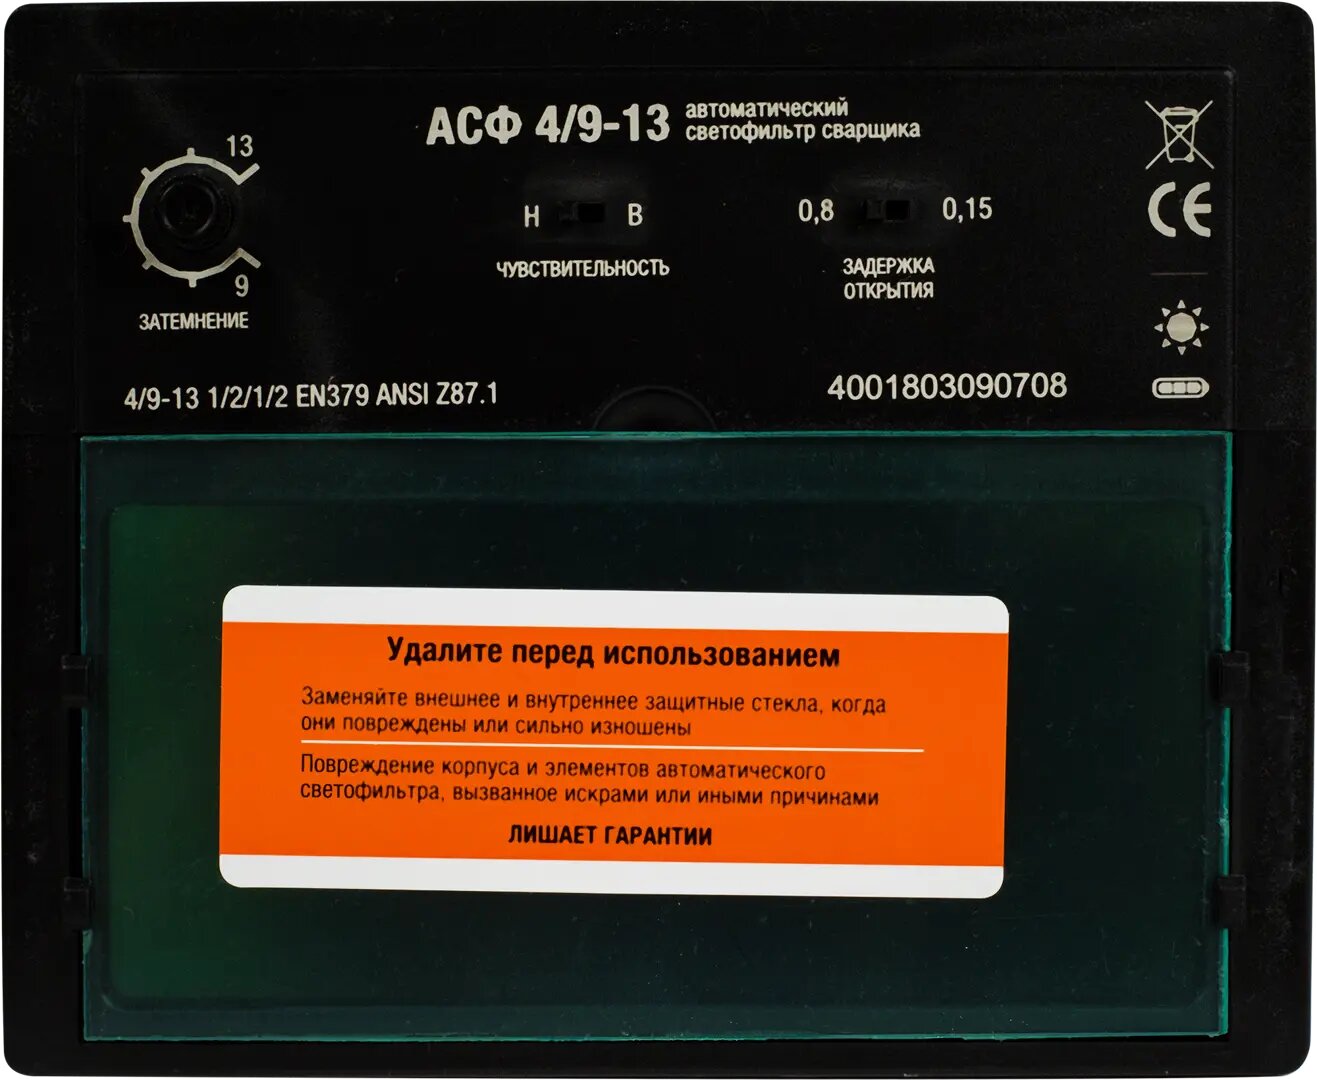 АСФ 4/9-13 автоматический
светофильтр сварщика
13
9
ЗАТЕМНЕНИЕ
Н В
ЧУВСТВИТЕЛЬНОСТЬ
0,8 0,15
ЗАДЕРЖКА
ОТКРЫТИЯ
CE
4/9-13 1/2/1/2 EN379 ANSI Z87.1
4001803090708
Удалите перед использованием
Заменяйте внешнее и внутреннее защитные стекла, когда
они повреждены или сильно изношены
Повреждение корпуса и элементов автоматического
светофильтра, вызванное искрами или иными причинами
ЛИШАЕТ ГАРАНТИИ